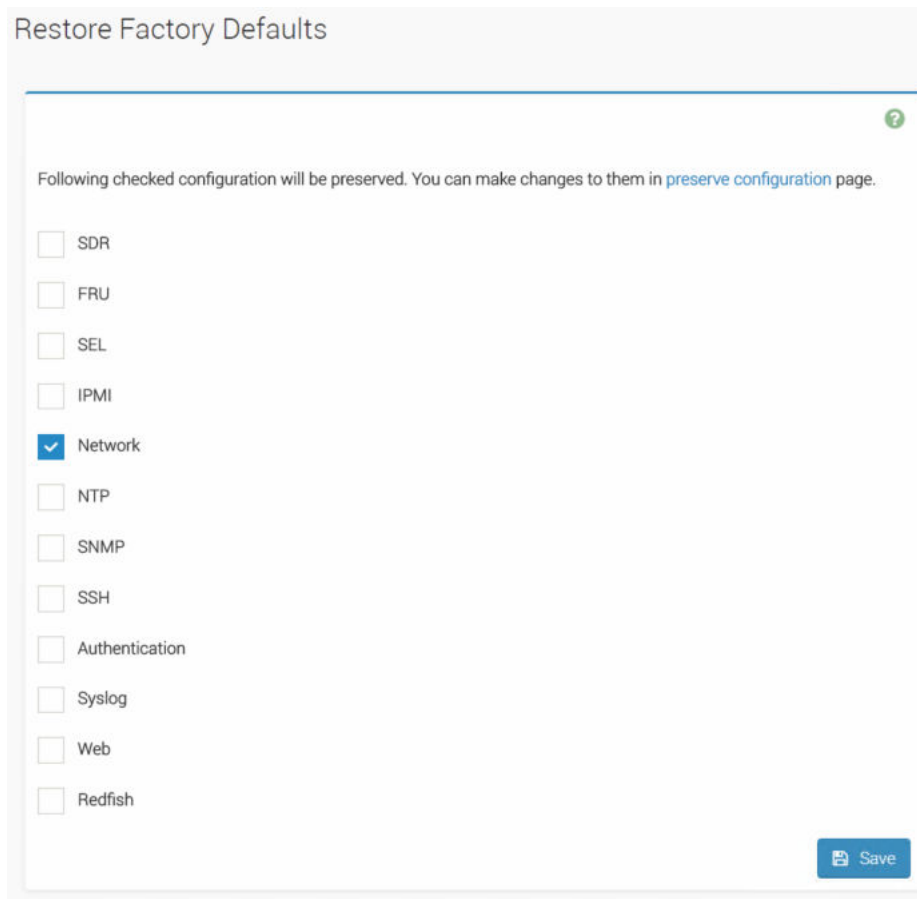 Restore Factory Defaults
?
Following checked configuration will be preserved. You can make changes to them in preserve configuration page.
SDR
FRU
SEL
IPMI
Network
NTP
SNMP
SSH
Authentication
Syslog
Web
Redfish
Save